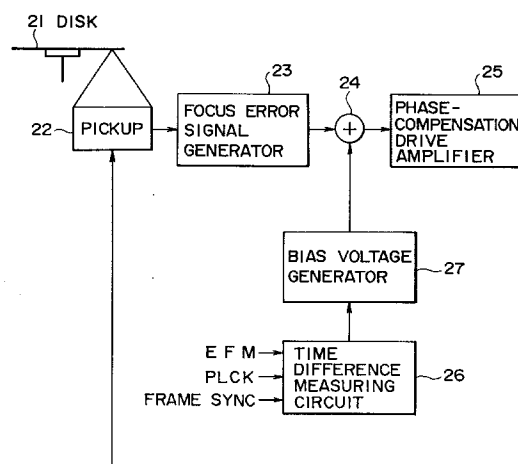 21 DISK
22
PICKUP
23
FOCUS ERROR
SIGNAL
GENERATOR
24
+
25
PHASE-
COMPENSATION
DRIVE
AMPLIFIER
BIAS VOLTAGE
GENERATOR
27
EFM
PLCK
FRAME SYNC
TIME
DIFFERENCE
MEASURING
CIRCUIT
26